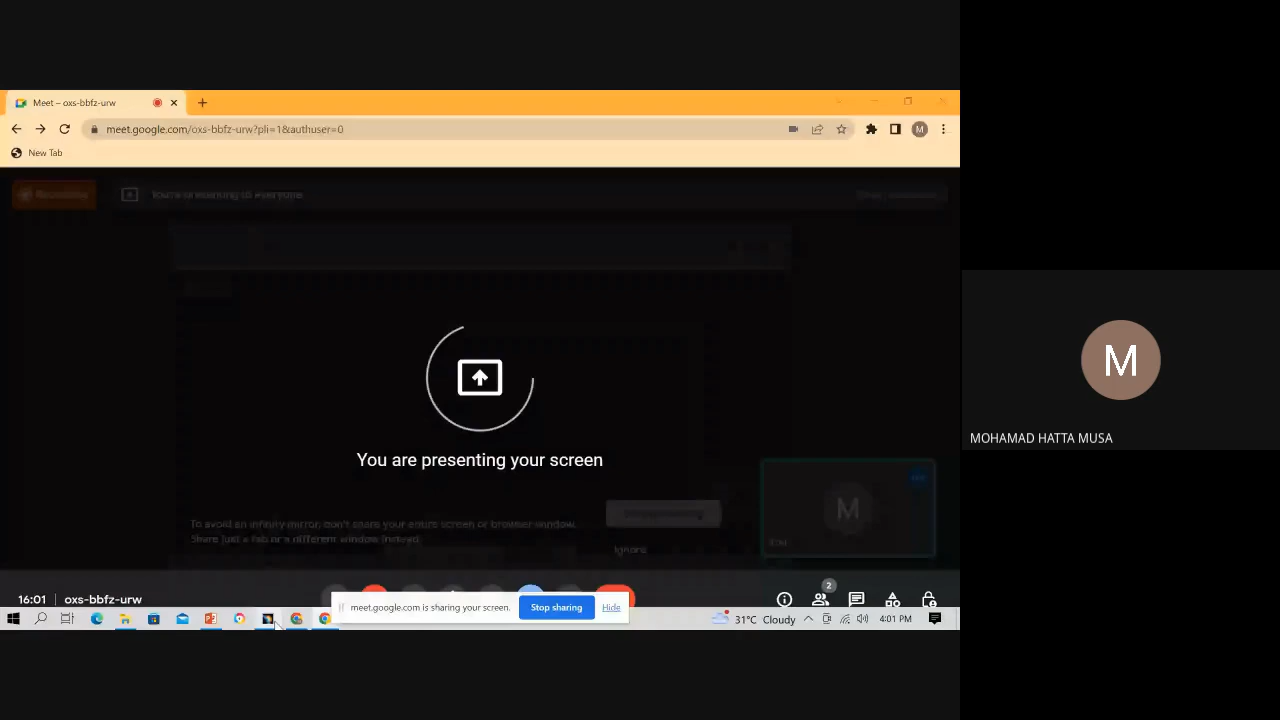 Meet – oxs-bbfz-urw
meet.google.com/oxs-bbfz-urw?pli=1&authuser=0
M
New Tab
You're presenting to everyone
You are presenting your screen
M
MOHAMAD HATTA MUSA
M
To avoid an infinity mirror, don't share your entire screen or browser window.
Share just a tab or a different window instead.
Ignore
16:01 | oxs-bbfz-urw
2
meet.google.com is sharing your screen.
Stop sharing
Hide
31°C Cloudy
4:01 PM